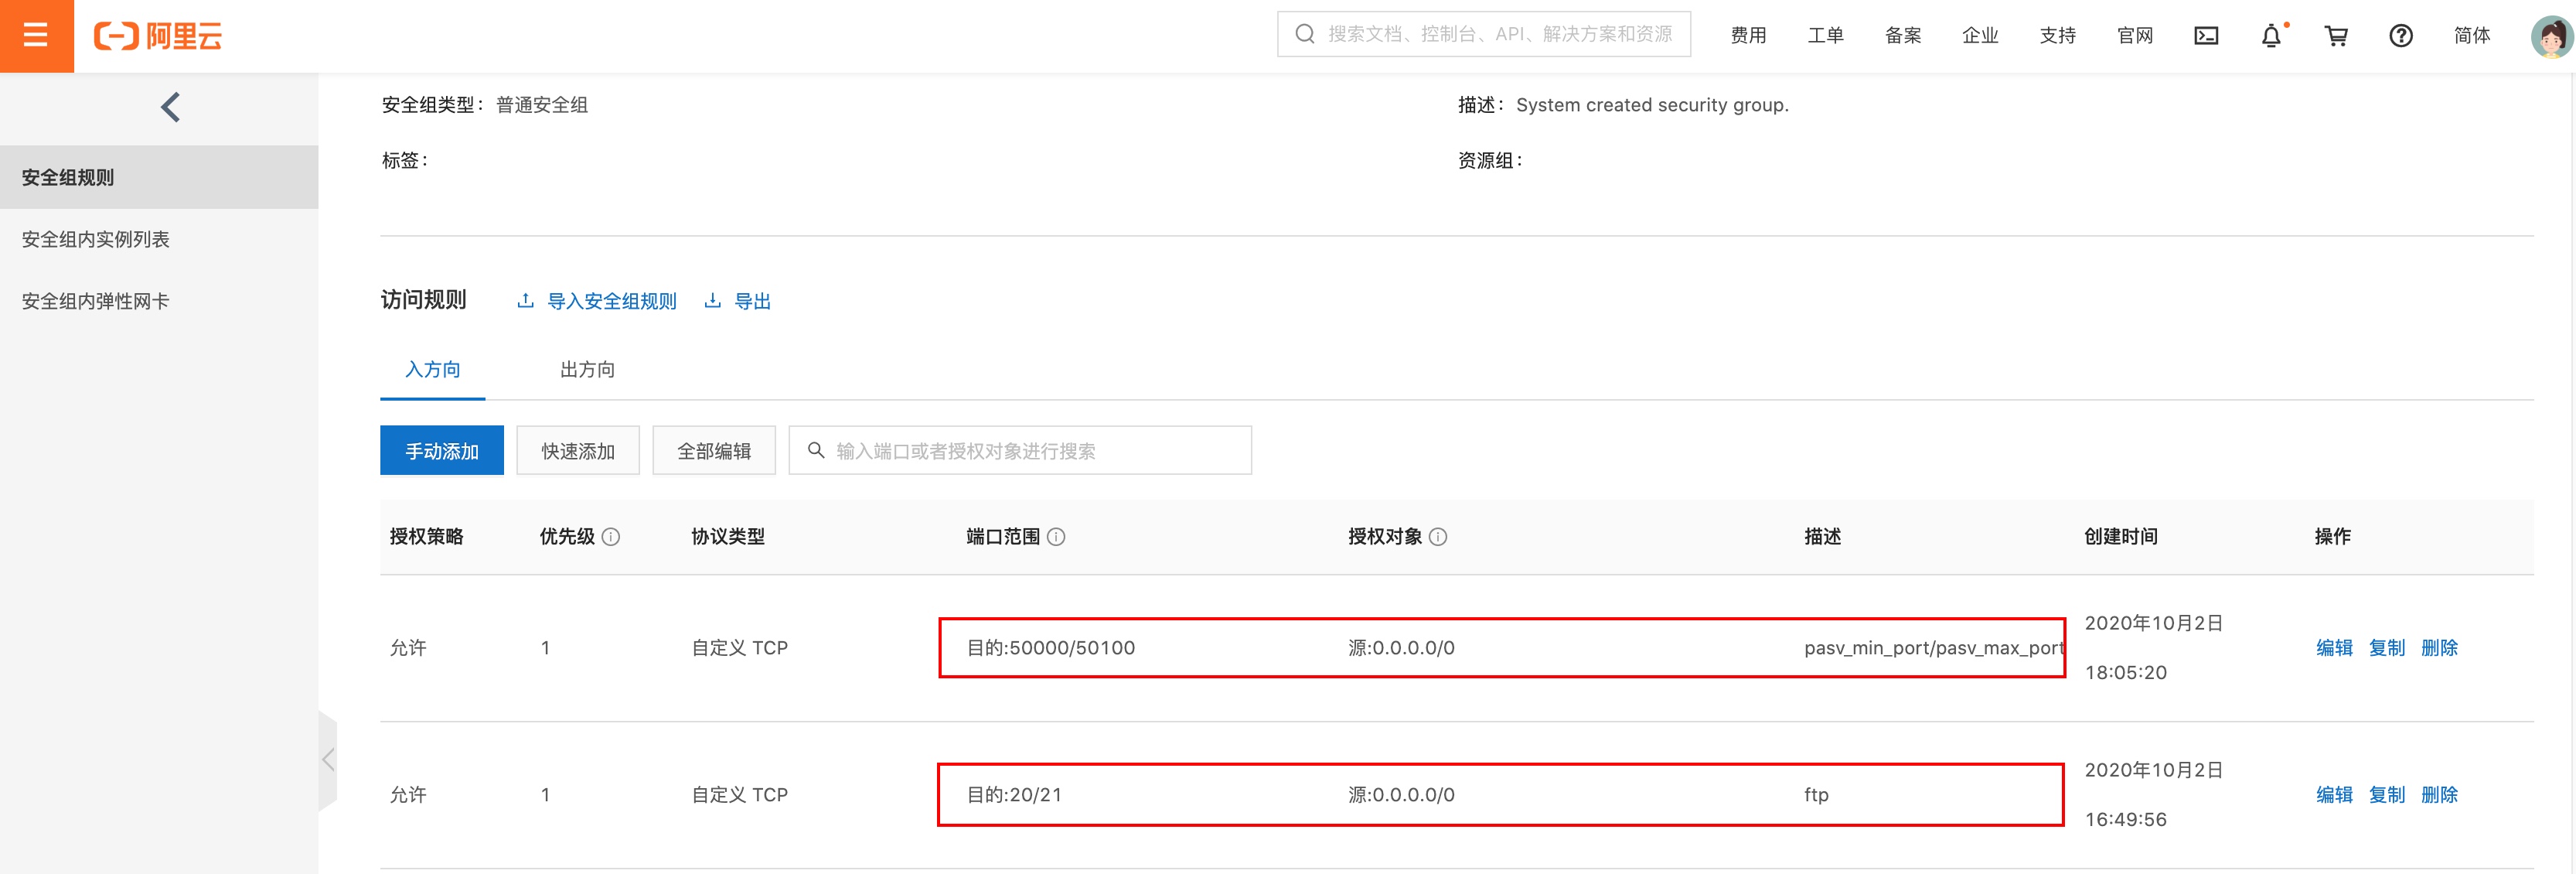 阿里云
搜索文档、控制台、API、解决方案和资源
费用 工单 备案 企业 支持 官网 简体
安全组类型： 普通安全组 描述： System created security group.
标签： 资源组：
安全组规则
安全组内实例列表
安全组内弹性网卡
访问规则 导入安全组规则 导出
入方向 出方向
手动添加 快速添加 全部编辑 输入端口或者授权对象进行搜索
授权策略 优先级 协议类型 端口范围 授权对象 描述 创建时间 操作
允许 1 自定义 TCP 目的:50000/50100 源:0.0.0.0/0 pasv_min_port/pasv_max_port 2020年10月2日 18:05:20 编辑 复制 删除
允许 1 自定义 TCP 目的:20/21 源:0.0.0.0/0 ftp 2020年10月2日 16:49:56 编辑 复制 删除